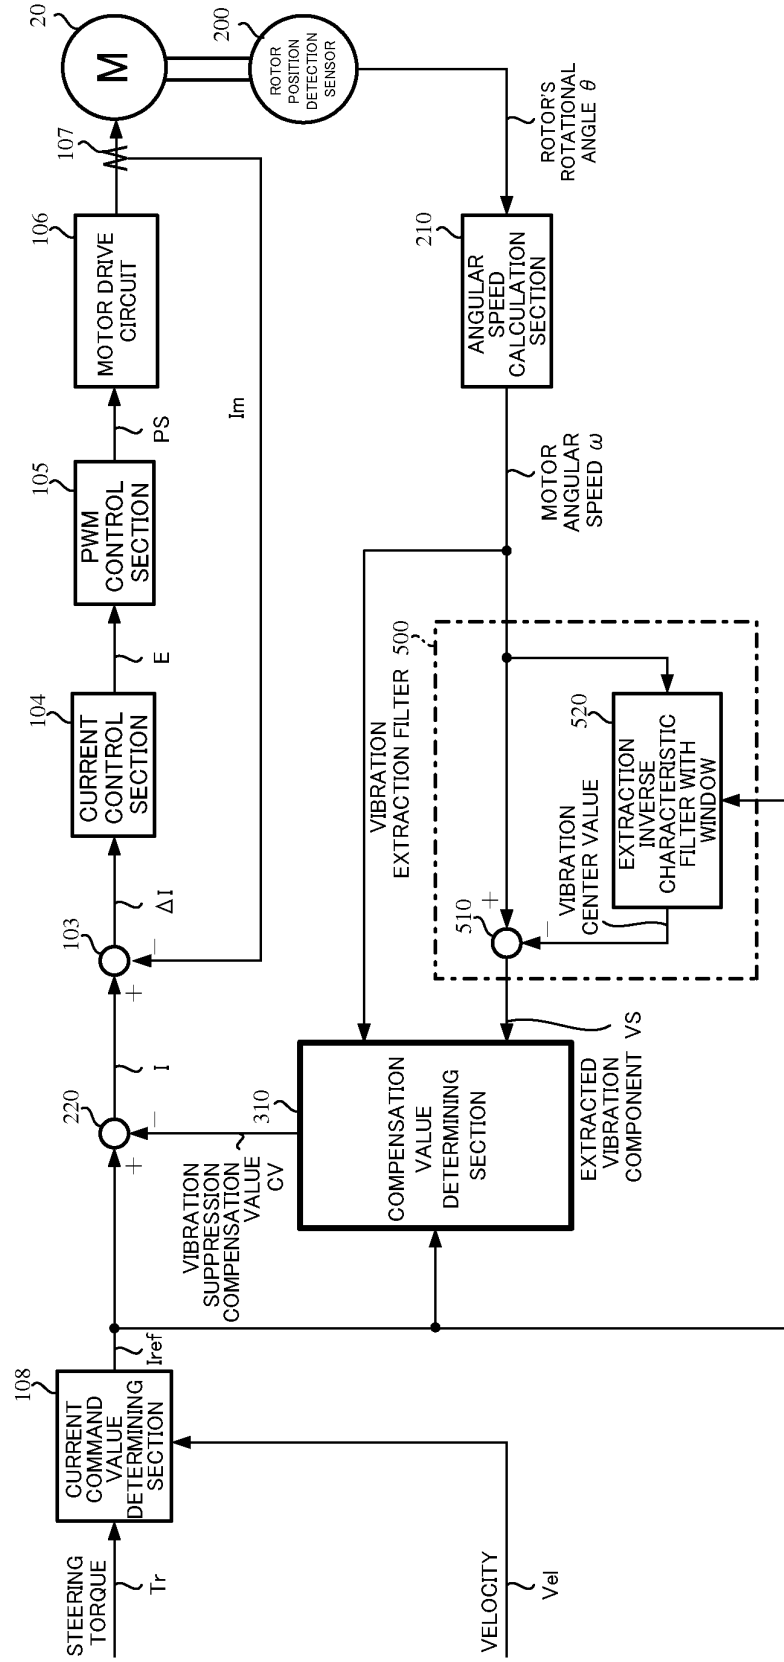 STEERING
TORQUE
Tr
VELOCITY
Vel
108
CURRENT
COMMAND
VALUE
DETERMINING
SECTION
Iref
220
+
−
I
VIBRATION
SUPPRESSION
COMPENSATION
VALUE
CV
310
COMPENSATION
VALUE
DETERMINING
SECTION
EXTRACTED
VIBRATION
COMPONENT VS
103
+
−
ΔI
104
CURRENT
CONTROL
SECTION
E
105
PWM
CONTROL
SECTION
PS
106
MOTOR DRIVE
CIRCUIT
107
Im
20
M
200
ROTOR
POSITION
DETECTION
SENSOR
ROTOR'S
ROTATIONAL
ANGLE θ
210
ANGULAR
SPEED
CALCULATION
SECTION
MOTOR
ANGULAR
SPEED ω
VIBRATION
EXTRACTION FILTER 500
510
+
−
VIBRATION
CENTER VALUE
520
EXTRACTION
INVERSE
CHARACTERISTIC
FILTER WITH
WINDOW